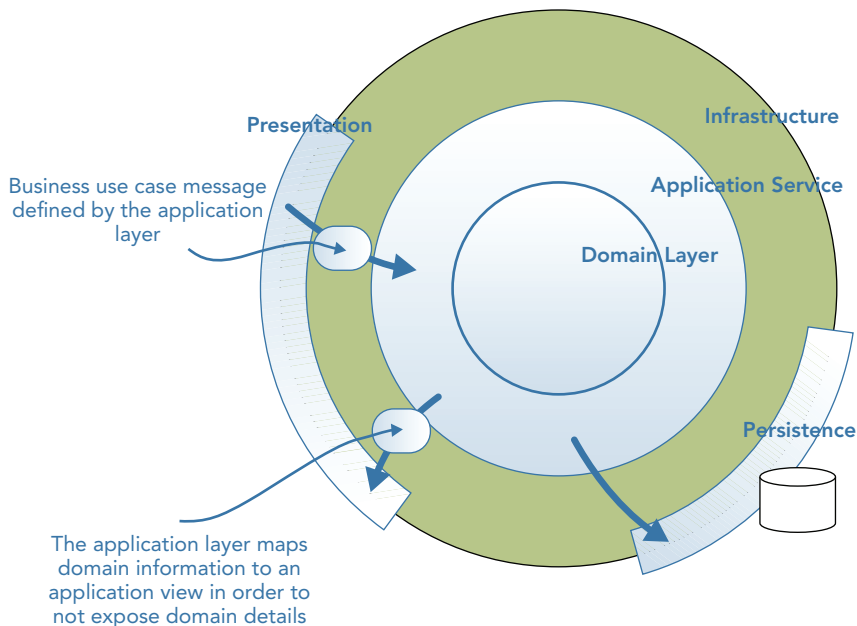 Presentation
Infrastructure
Application Service
Domain Layer
Persistence
Business use case message
defined by the application
layer
The application layer maps
domain information to an
application view in order to
not expose domain details